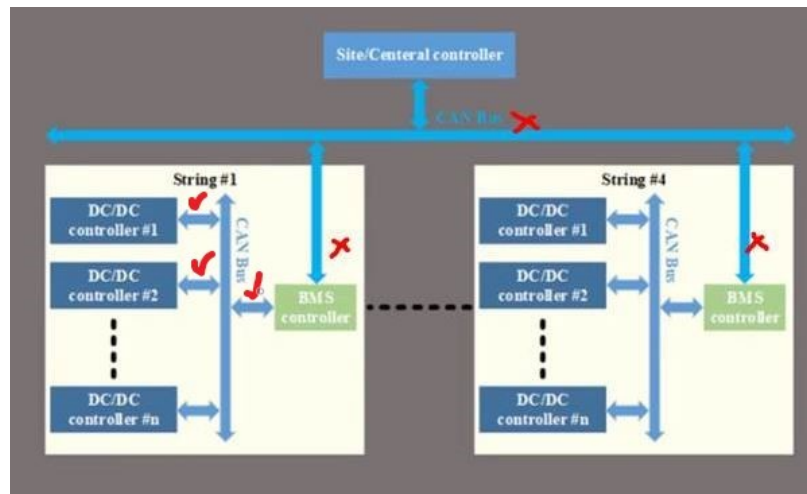 Site/Centeral controller
CAN Bus
String #1
DC/DC
controller #1
DC/DC
controller #2
DC/DC
controller #n
CAN Bus
BMS
controller
String #4
DC/DC
controller #1
DC/DC
controller #2
DC/DC
controller #n
CAN Bus
BMS
controller